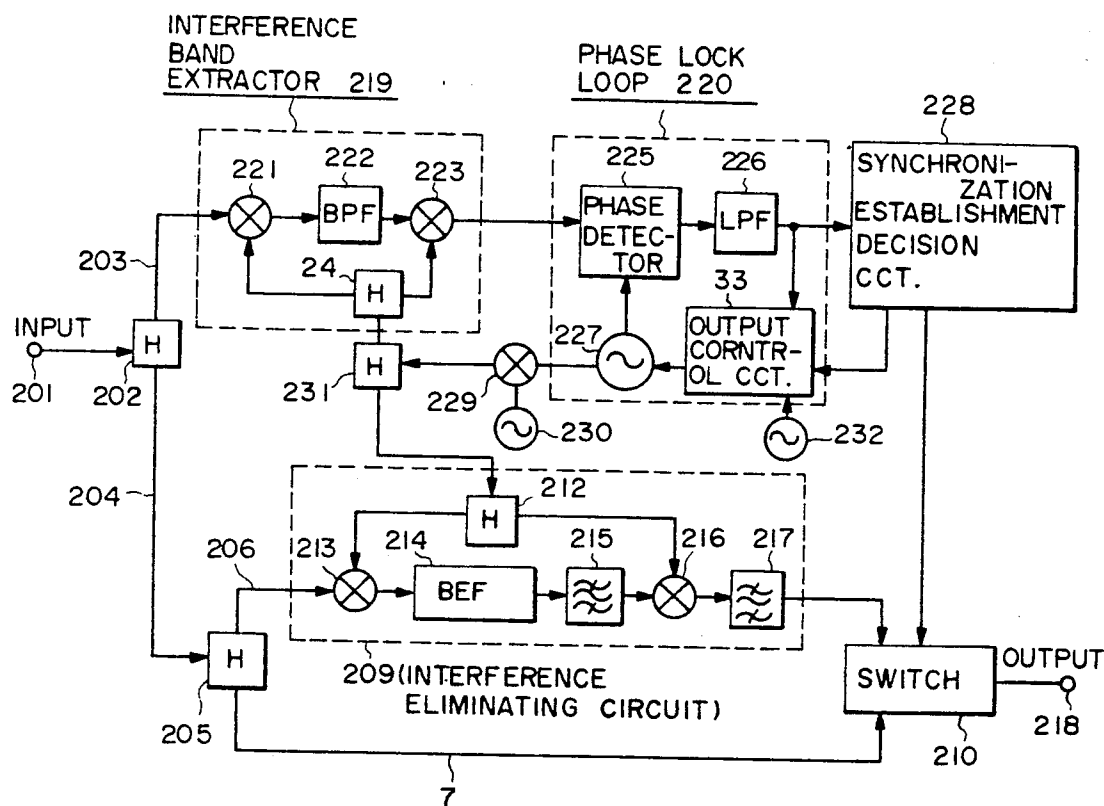 INTERFERENCE
BAND
EXTRACTOR 219
PHASE LOCK
LOOP 220
228
221
222
223
225
226
BPF
PHASE
DETEC-
TOR
LPF
SYNCHRONI-
ZATION
ESTABLISHMENT
DECISION
CCT.
203
24
H
33
OUTPUT
CORNTR-
OL CCT.
INPUT
201
H
202
227
H
231
229
230
232
204
212
H
206
213
214
BEF
215
216
217
H
205
209(INTERFERENCE
ELIMINATING CIRCUIT)
SWITCH
OUTPUT
218
210
7